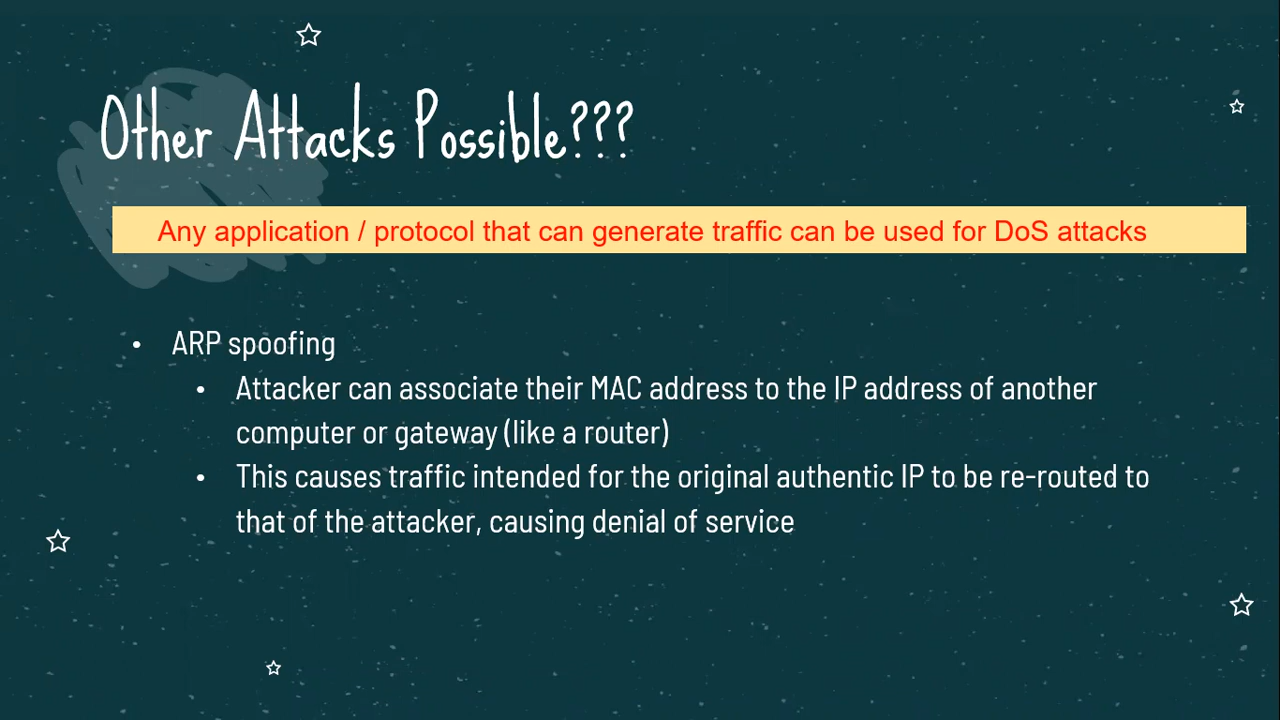 Other Attacks Possible???
Any application / protocol that can generate traffic can be used for DoS attacks
• ARP spoofing
• Attacker can associate their MAC address to the IP address of another
computer or gateway (like a router)
• This causes traffic intended for the original authentic IP to be re-routed to
that of the attacker, causing denial of service